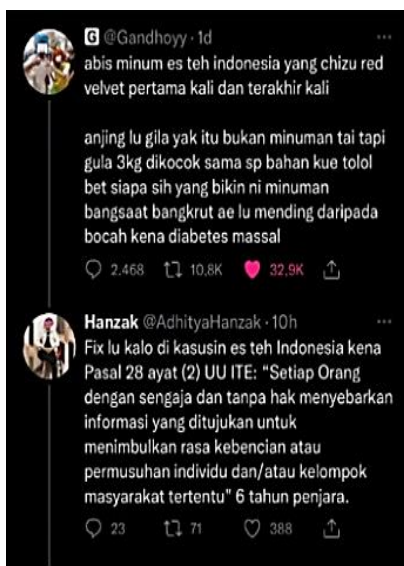 G @Gandhoyy · 1d
abis minum es teh indonesia yang chizu red
velvet pertama kali dan terakhir kali
anjing lu gila yak itu bukan minuman tai tapi
gula 3kg dikocok sama sp bahan kue tolol
bet siapa sih yang bikin ni minuman
bangsaat bangkrut ae lu mending daripada
bocah kena diabetes massal
2.468 10,8K 32,9K
Hanzak @AdhityaHanzak · 10h
Fix lu kalo di kasusin es teh Indonesia kena
Pasal 28 ayat (2) UU ITE: “Setiap Orang
dengan sengaja dan tanpa hak menyebarkan
informasi yang ditujukan untuk
menimbulkan rasa kebencian atau
permusuhan individu dan/atau kelompok
masyarakat tertentu” 6 tahun penjara.
23 71 388